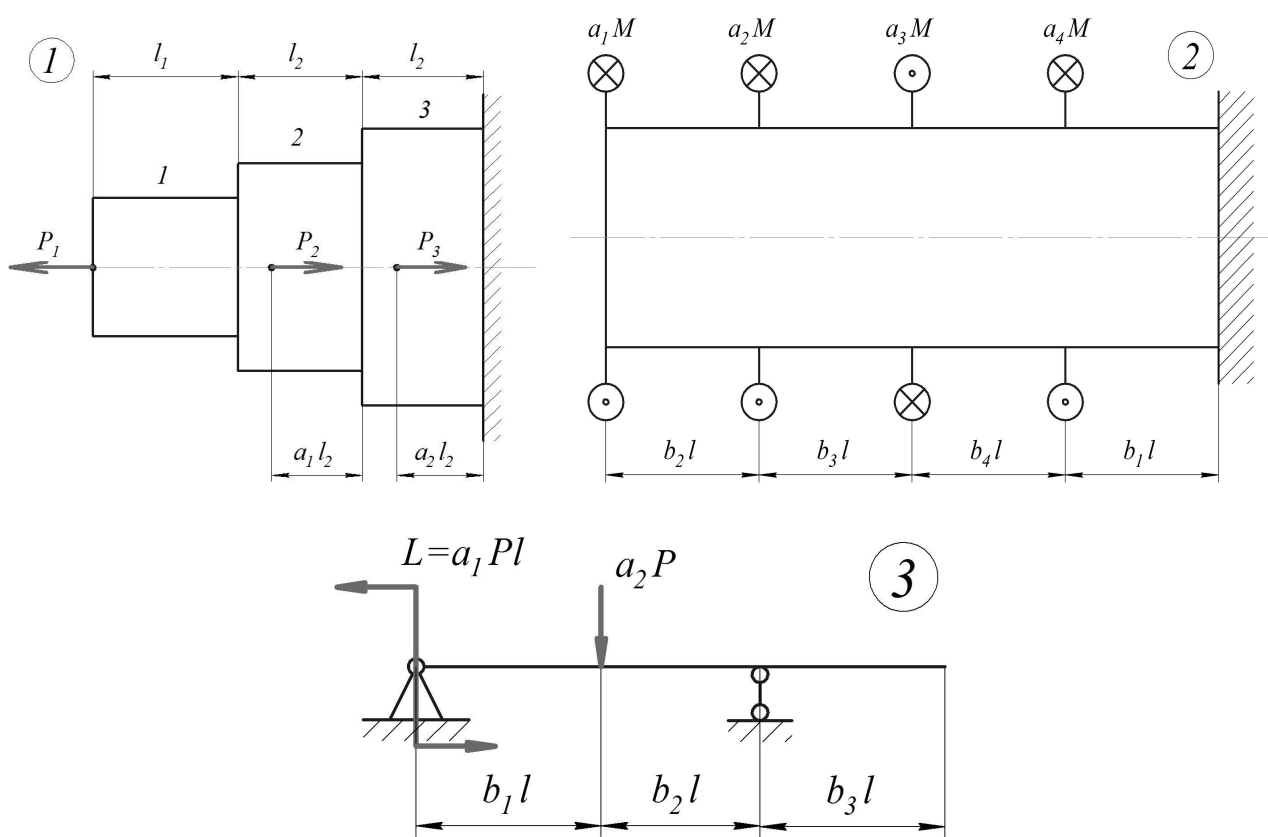 1
l₁ l₂ l₂
1 2 3
P₁ P₂ P₃
a₁l₂ a₂l₂
2
a₁M a₂M a₃M a₄M
b₂l b₃l b₄l b₁l
3
L=a₁Pl
a₂P
b₁l b₂l b₃l